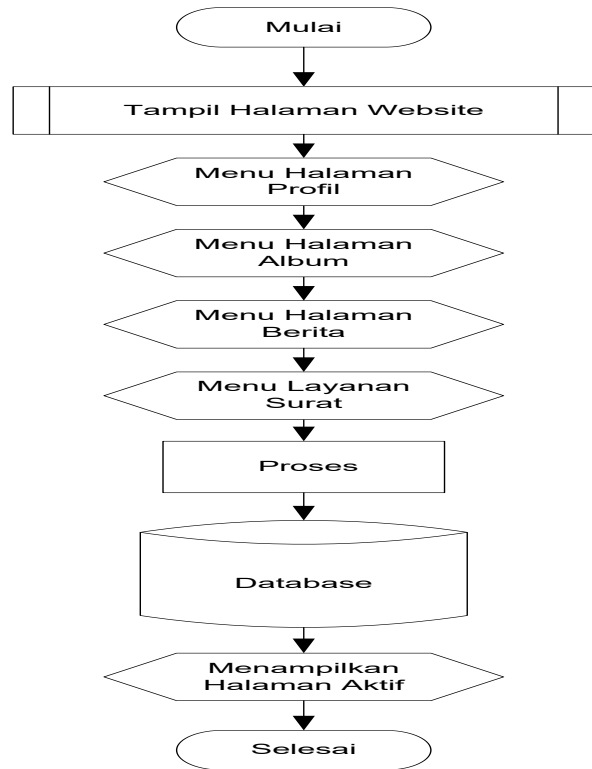 Mulai
Tampil Halaman Website
Menu Halaman
Profil
Menu Halaman
Album
Menu Halaman
Berita
Menu Layanan
Surat
Proses
Database
Menampilkan
Halaman Aktif
Selesai